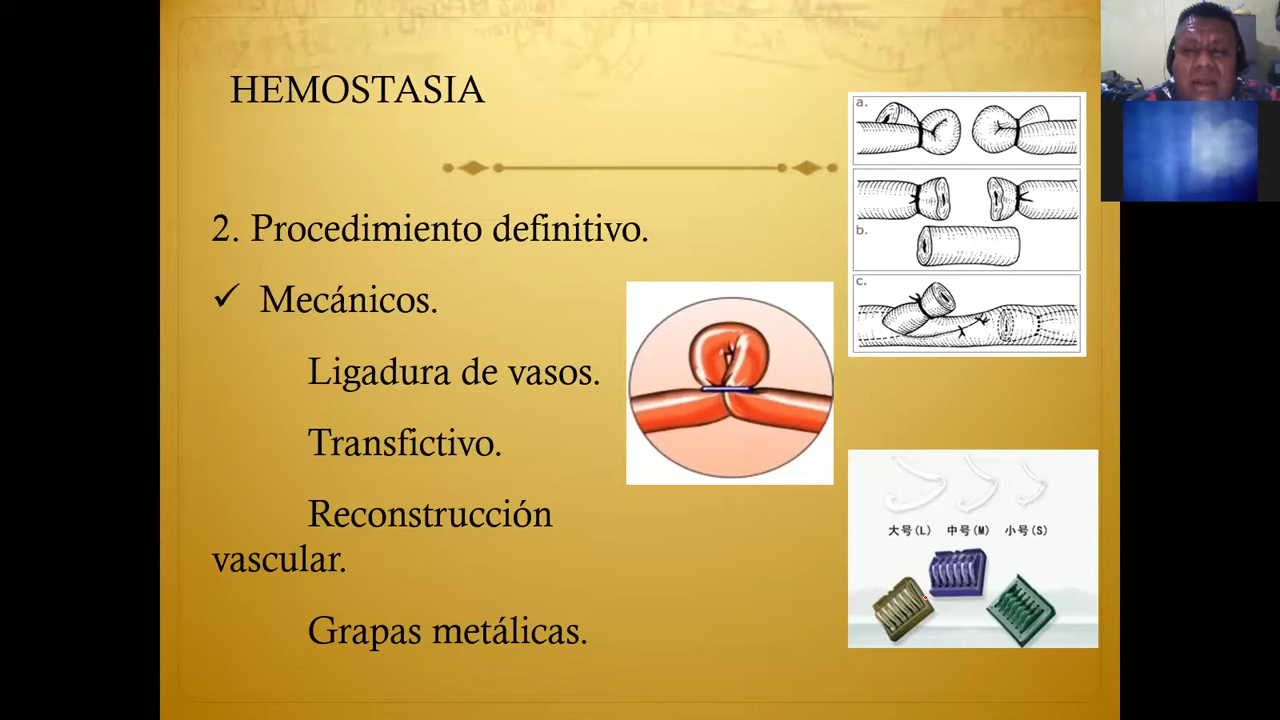 HEMOSTASIA
2. Procedimiento definitivo.
✓ Mecánicos.
Ligadura de vasos.
Transfictivo.
Reconstrucción
vascular.
Grapas metálicas.
a.
b.
c.
大号(L) 中号(M) 小号(S)